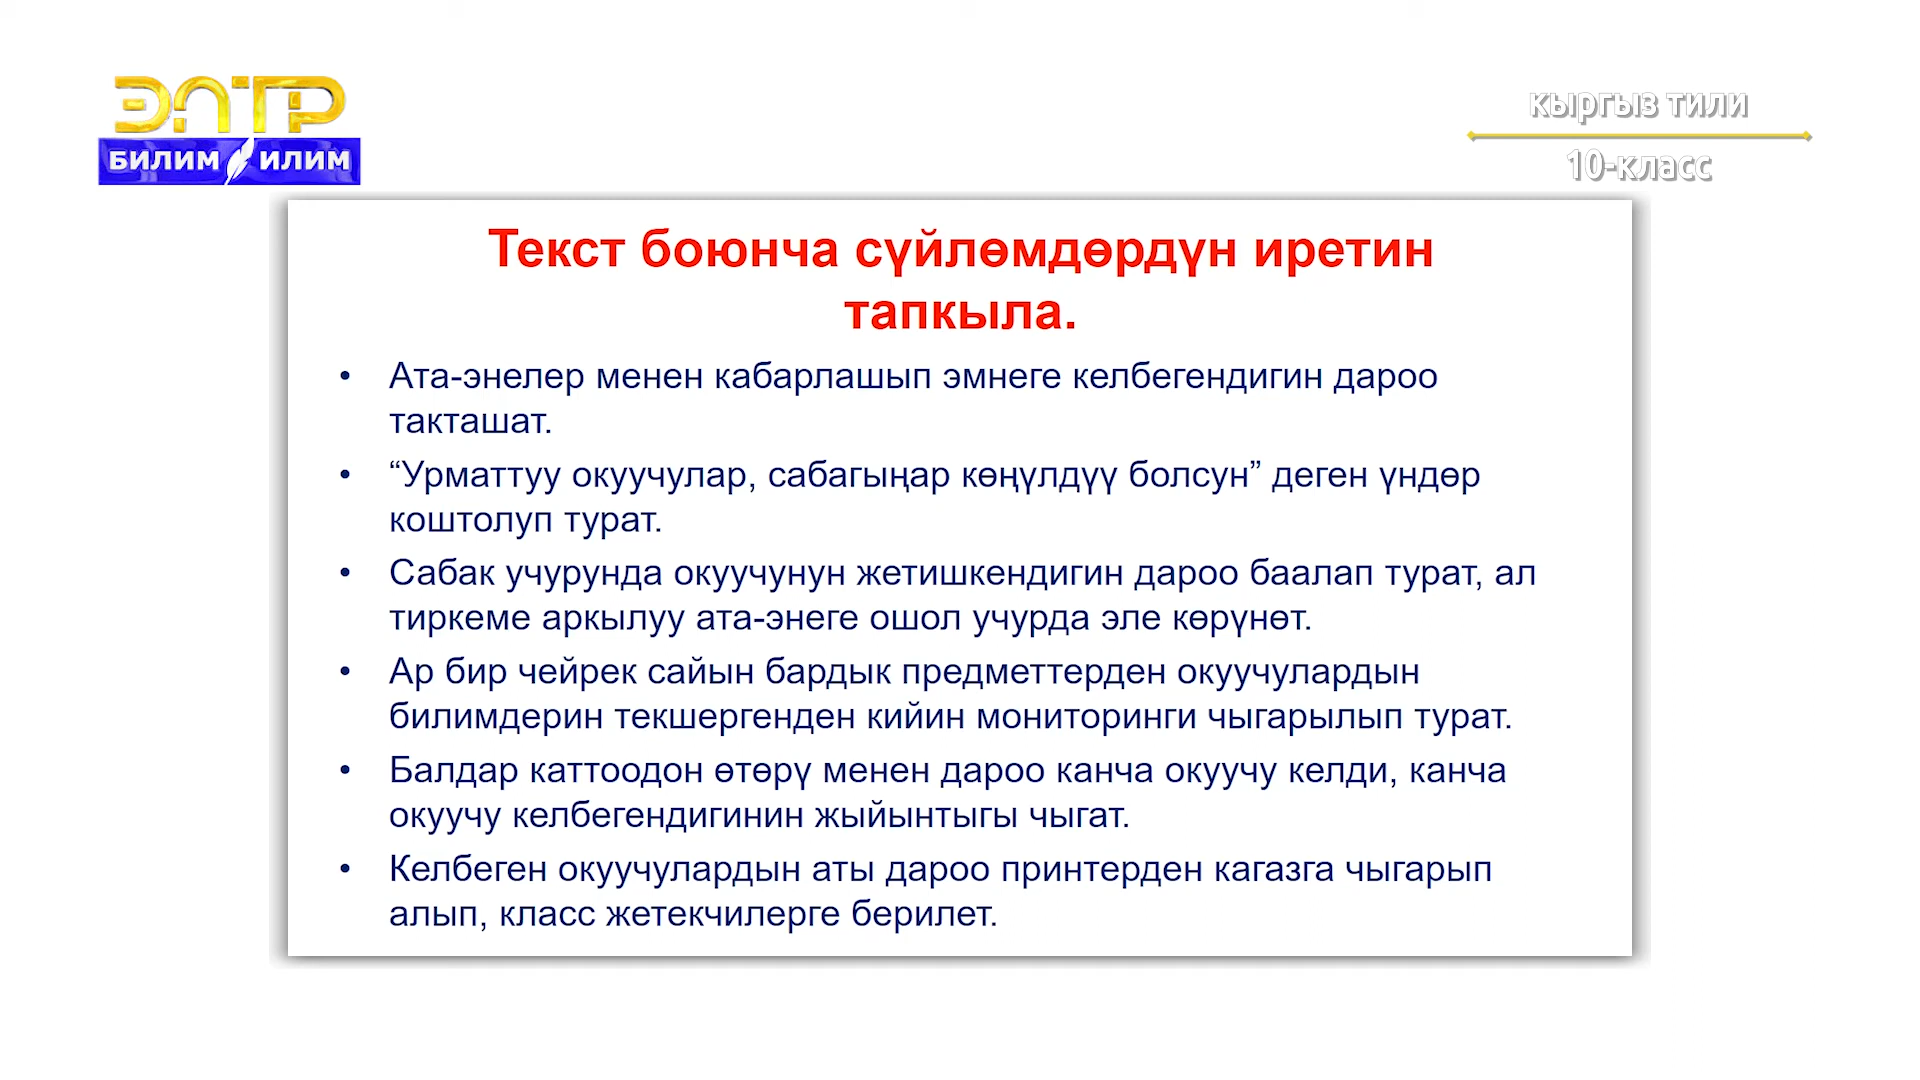 ЭЛТР
БИЛИМ ИЛИМ
кыргыз тили
10-класс
Текст боюнча сүйлөмдөрдүн иретин
тапкыла.
• Ата-энелер менен кабарлашып эмнеге келбегендигин дароо
такташат.
• “Урматтуу окуучулар, сабагыңар көңүлдүү болсун” деген үндөр
коштолуп турат.
• Сабак учурунда окуучунун жетишкендигин дароо баалап турат, ал
тиркеме аркылуу ата-энеге ошол учурда эле көрүнөт.
• Ар бир чейрек сайын бардык предметтерден окуучулардын
билимдерин текшергенден кийин мониторинги чыгарылып турат.
• Балдар каттоодон өтөрү менен дароо канча окуучу келди, канча
окуучу келбегендигинин жыйынтыгы чыгат.
• Келбеген окуучулардын аты дароо принтерден кагазга чыгарып
алып, класс жетекчилерге берилет.